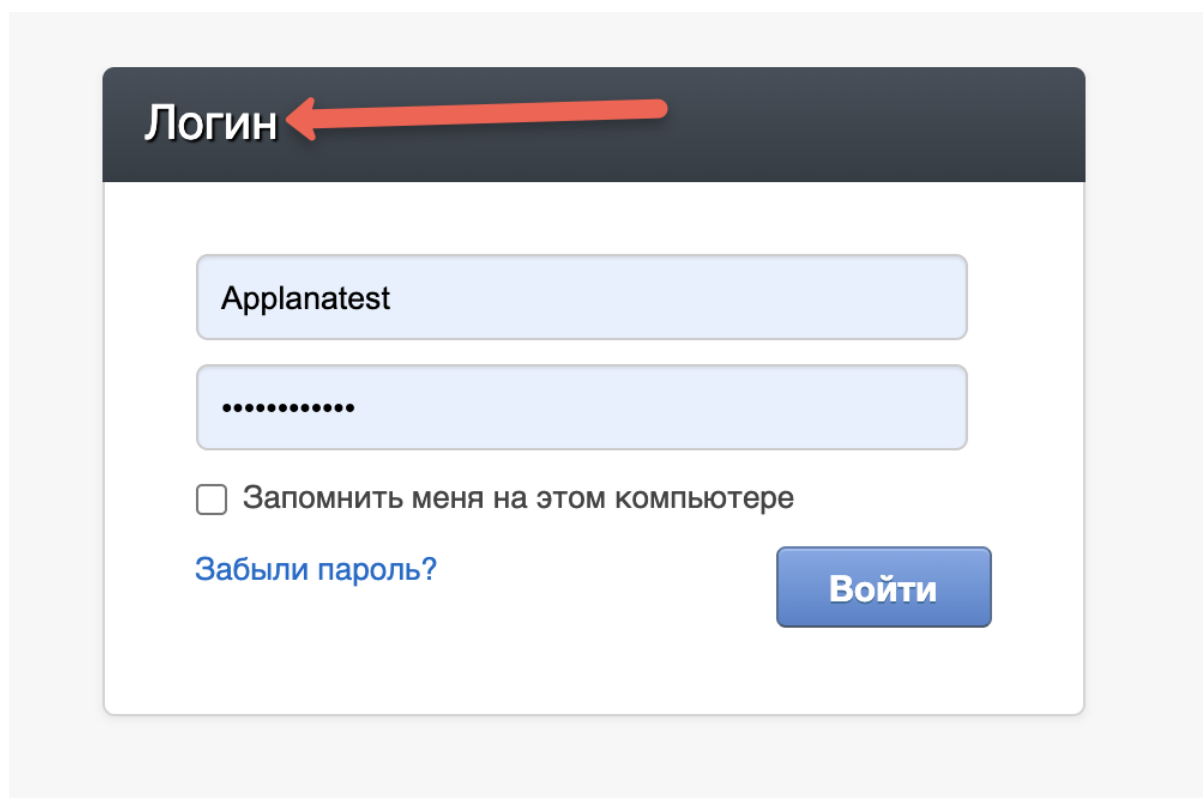 Логин
Applanatest
••••••••••••
Запомнить меня на этом компьютере
Забыли пароль?
Войти